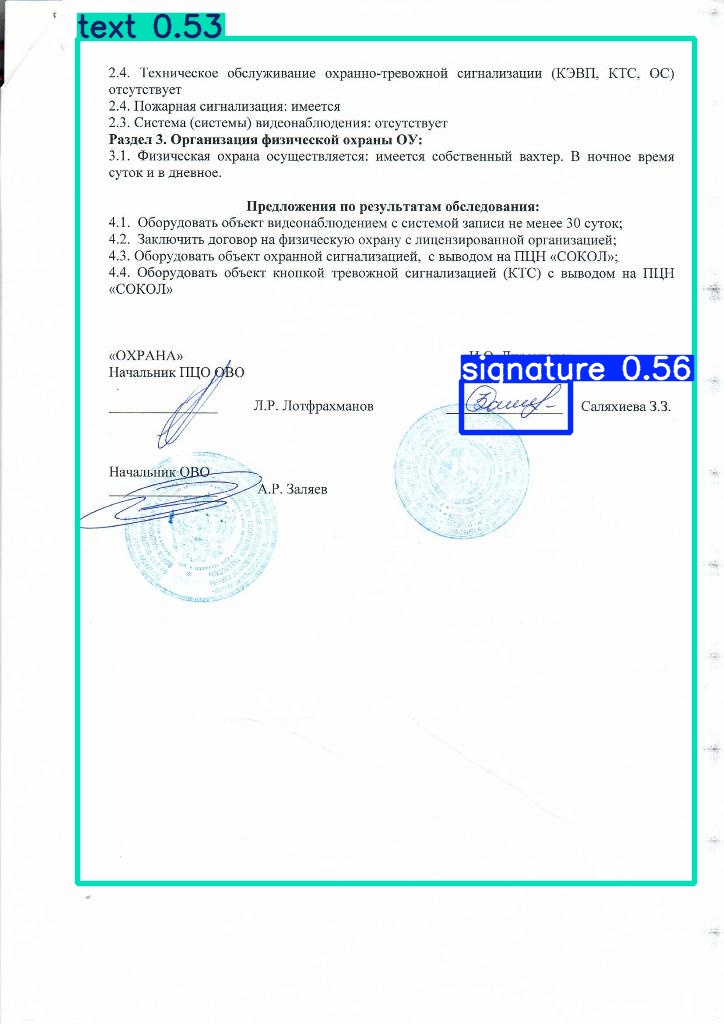 text 0.53
2.4. Техническое обслуживание охранно-тревожной сигнализации (КЭВП, КТС, ОС)
отсутствует
2.4. Пожарная сигнализация: имеется
2.3. Система (системы) видеонаблюдения: отсутствует
Раздел 3. Организация физической охраны ОУ:
3.1. Физическая охрана осуществляется: имеется собственный вахтер. В ночное время
суток и в дневное.
Предложения по результатам обследования:
4.1. Оборудовать объект видеонаблюдением с системой записи не менее 30 суток;
4.2. Заключить договор на физическую охрану с лицензированной организацией;
4.3. Оборудовать объект охранной сигнализацией, с выводом на ПЦН «СОКОЛ»;
4.4. Оборудовать объект кнопкой тревожной сигнализацией (КТС) с выводом на ПЦН
«СОКОЛ»
«ОХРАНА»
Начальник ПЦО ОВО
signature 0.56
Л.Р. Лотфрахманов
Саляхиева З.З.
Начальник ОВО
А.Р. Заляев